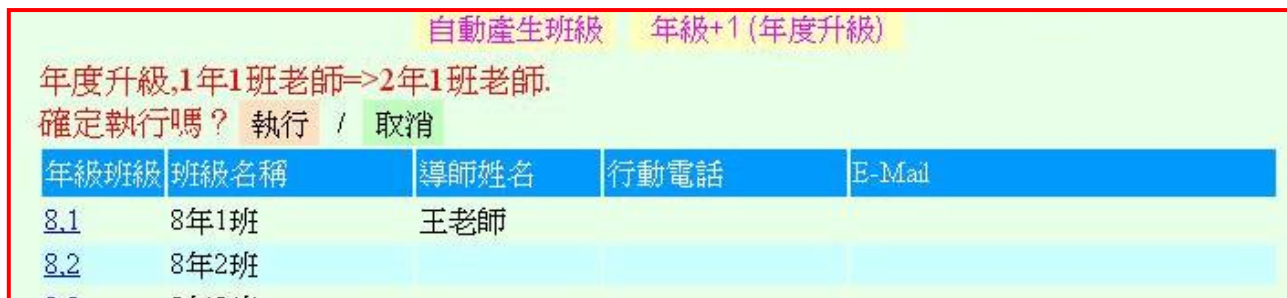 自動產生班級 年級+1 (年度升級)
年度升級,1年1班老師=>2年1班老師.
確定執行嗎？ 執行 / 取消
年級班級 班級名稱 導師姓名 行動電話 E-Mail
8,1 8年1班 王老師
8,2 8年2班